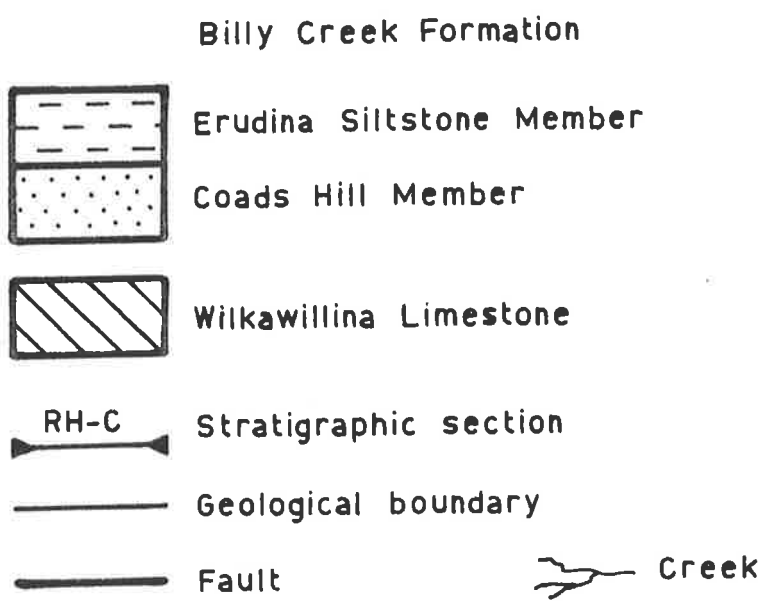 Billy Creek Formation
Erudina Siltstone Member
Coads Hill Member
Wilkawillina Limestone
RH-C Stratigraphic section
Geological boundary
Fault
Creek